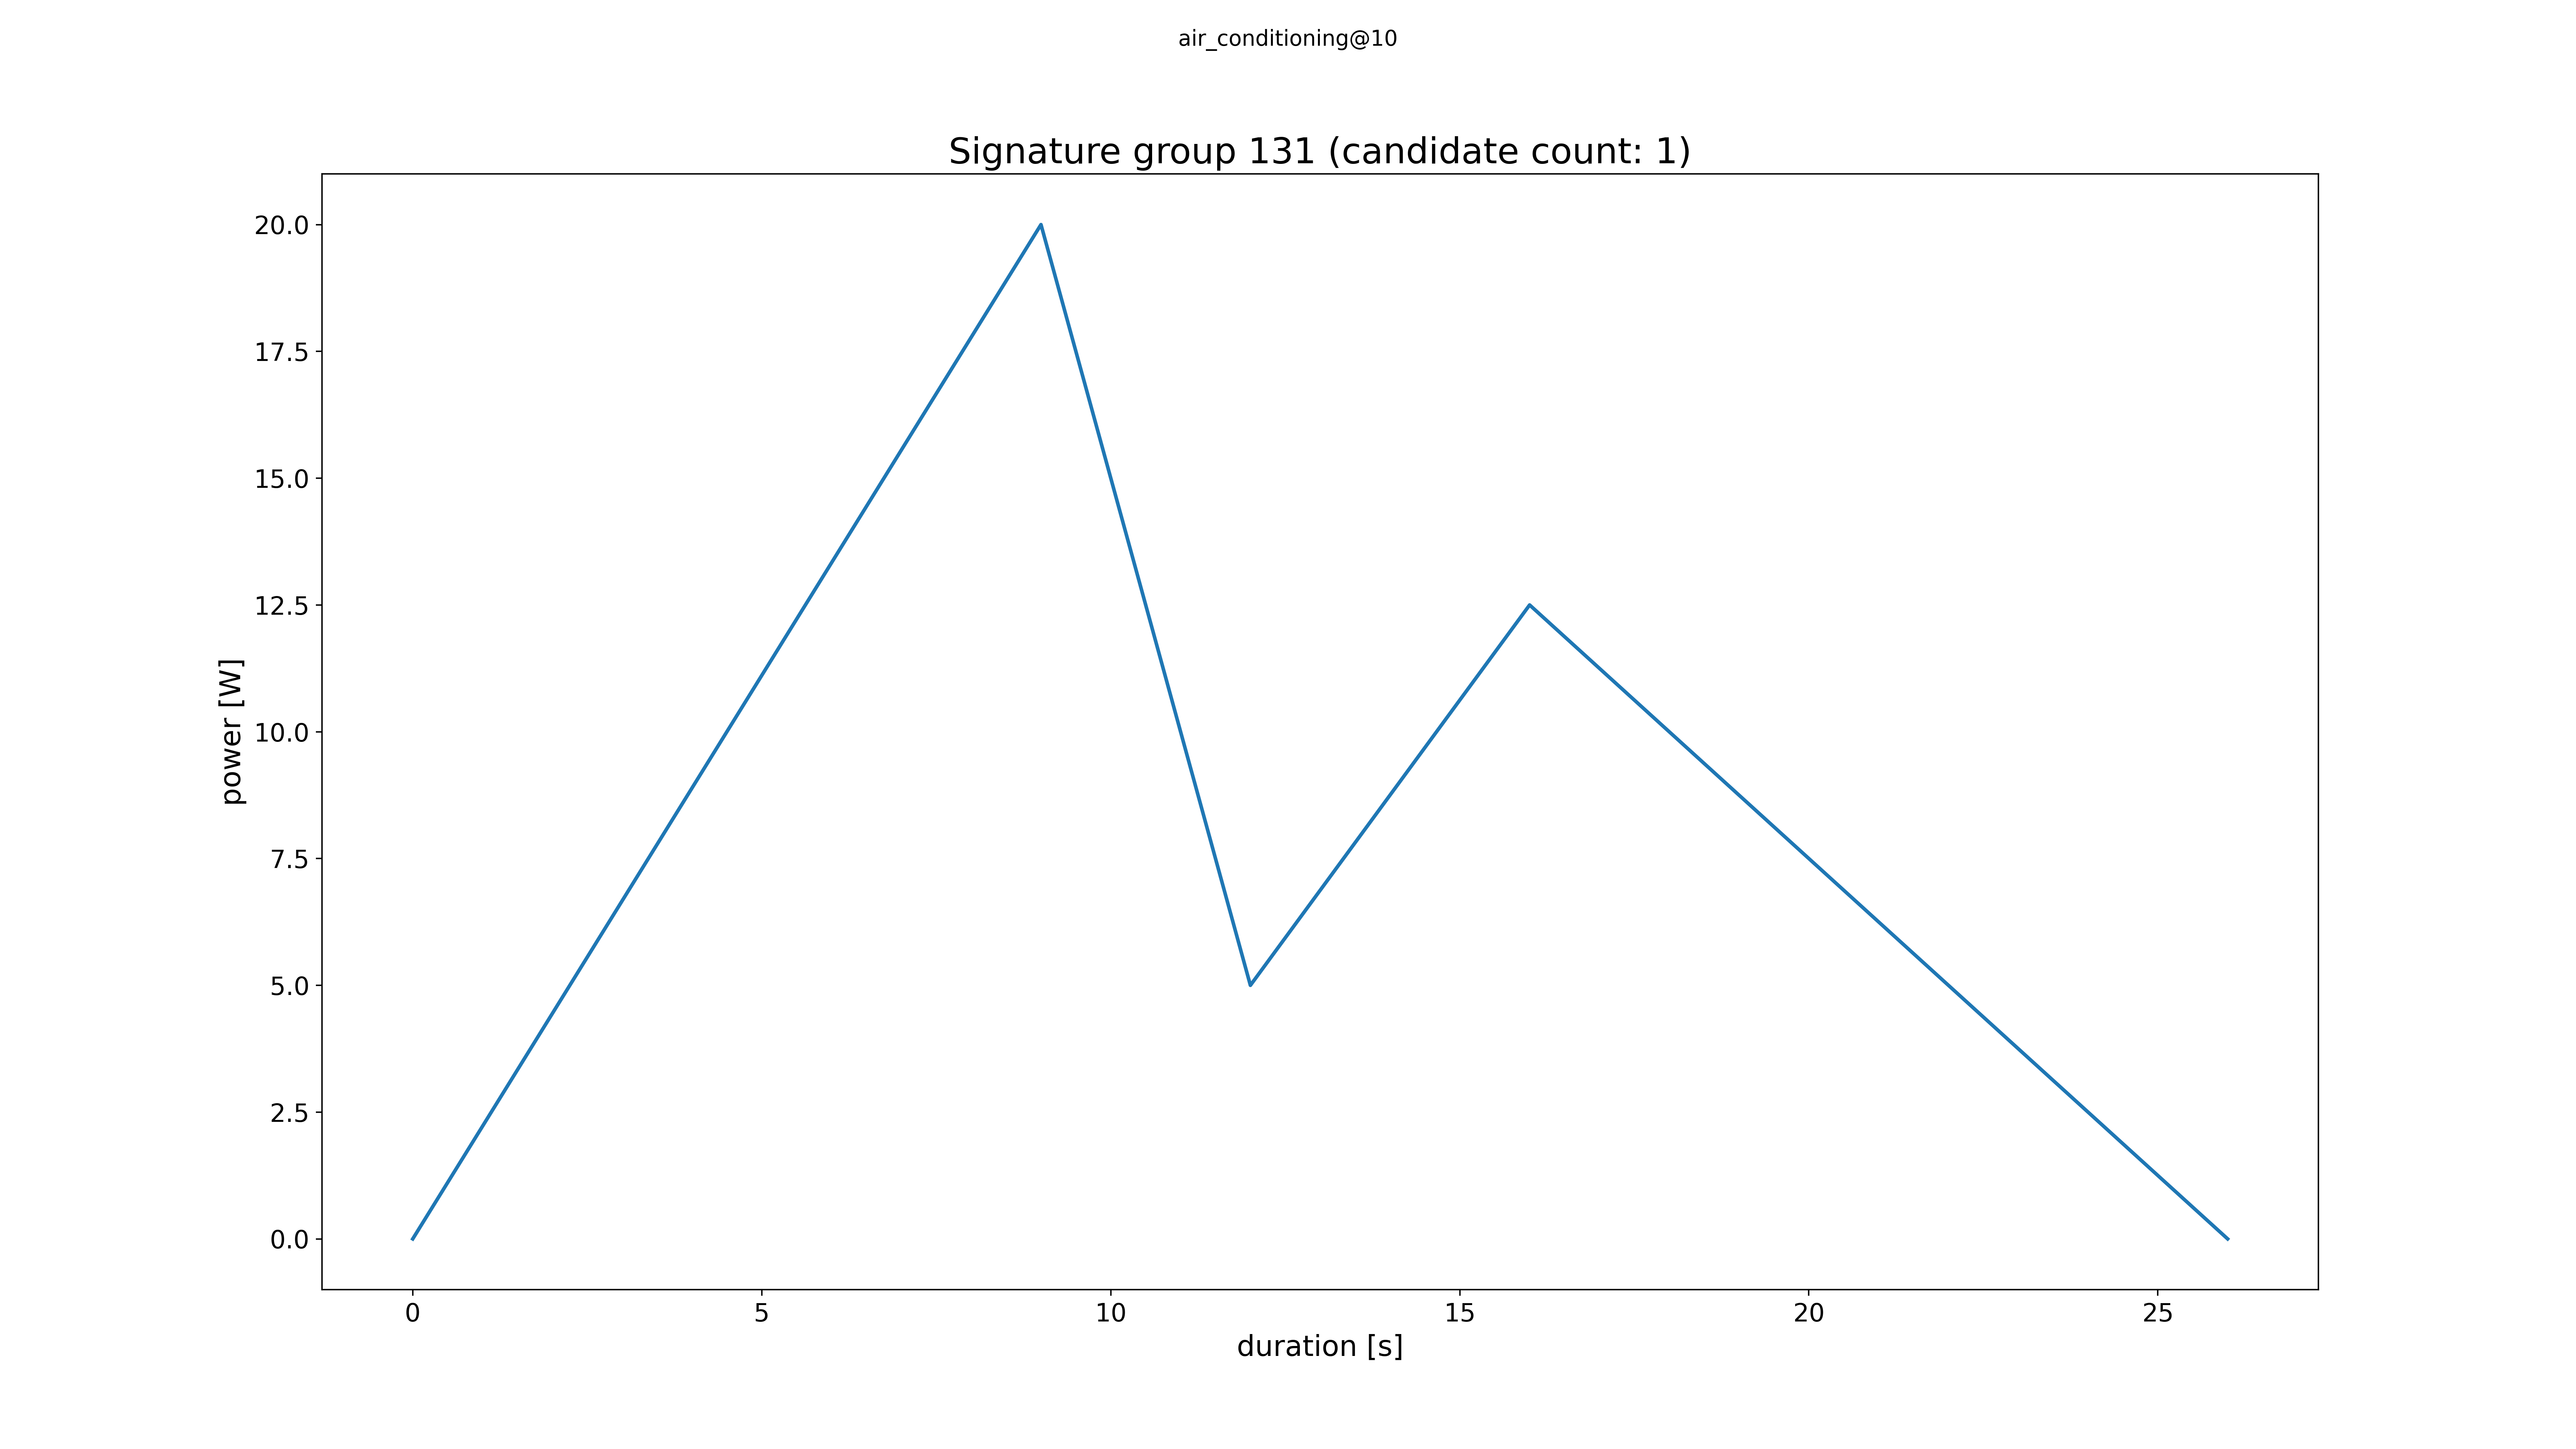 air_conditioning@10
Signature group 131 (candidate count: 1)
20.0
17.5
15.0
12.5
10.0
7.5
5.0
2.5
0.0
power [W]
0 5 10 15 20 25
duration [s]